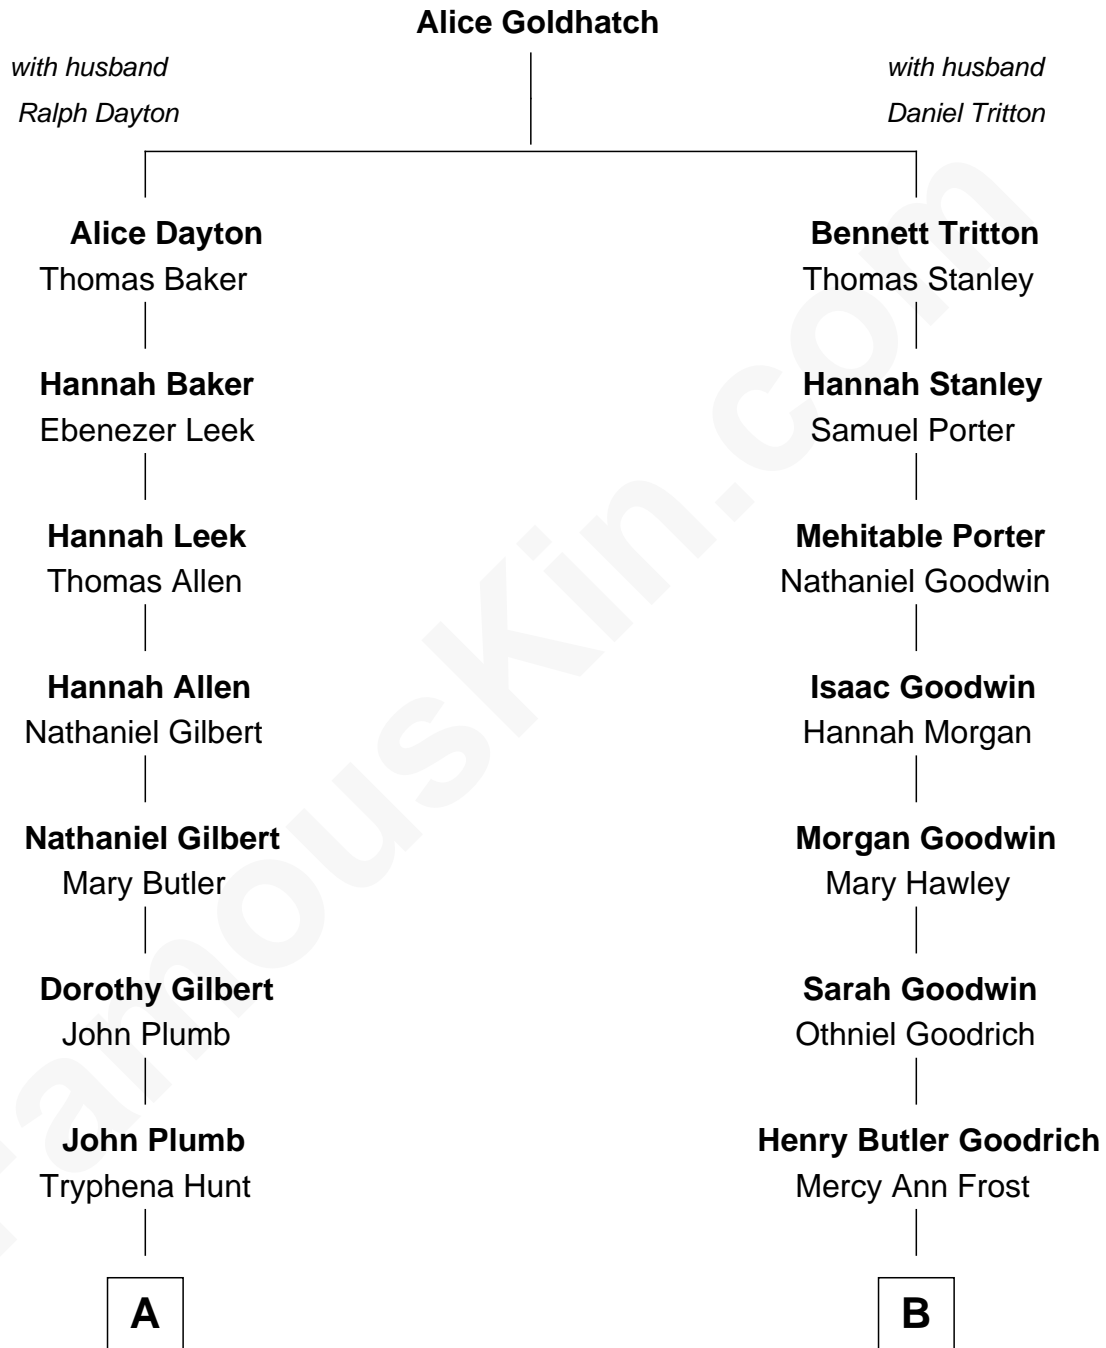 Alice Goldhatch
with husband
Ralph Dayton
with husband
Daniel Tritton
Alice Dayton
Thomas Baker
Bennett Tritton
Thomas Stanley
Hannah Baker
Ebenezer Leek
Hannah Stanley
Samuel Porter
Hannah Leek
Thomas Allen
Mehitable Porter
Nathaniel Goodwin
Hannah Allen
Nathaniel Gilbert
Isaac Goodwin
Hannah Morgan
Nathaniel Gilbert
Mary Butler
Morgan Goodwin
Mary Hawley
Dorothy Gilbert
John Plumb
Sarah Goodwin
Othniel Goodrich
John Plumb
Tryphena Hunt
Henry Butler Goodrich
Mercy Ann Frost
A
B
FamousKin.com